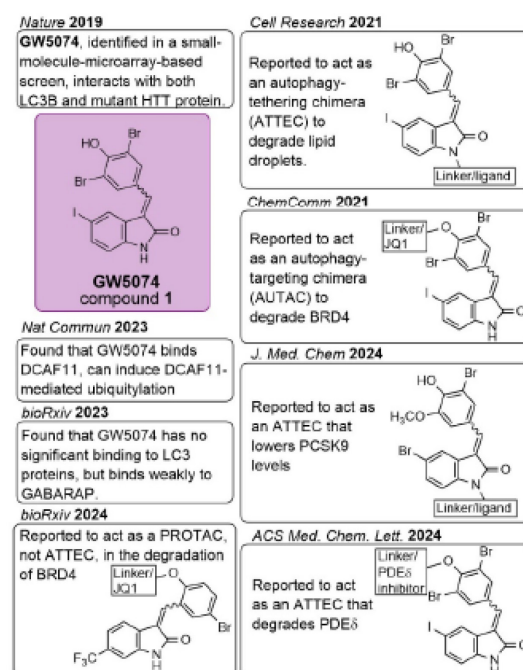 Nature 2019
GW5074, identified in a small-
molecule-microarray-based
screen, interacts with both
LC3B and mutant HTT protein.
HO
Br
Br
I
O
N
H
GW5074
compound 1
Nat Commun 2023
Found that GW5074 binds
DCAF11, can induce DCAF11-
mediated ubiquitylation
bioRxiv 2023
Found that GW5074 has no
significant binding to LC3
proteins, but binds weakly to
GABARAP.
bioRxiv 2024
Reported to act as a PROTAC,
not ATTEC, in the degradation
of BRD4
Linker/
JQ1
O
Br
O
F3C
N
H
Cell Research 2021
Reported to act as
an autophagy-
tethering chimera
(ATTEC) to
degrade lipid
droplets.
Br
HO
Br
I
O
N
Linker/ligand
ChemComm 2021
Reported to act
as an autophagy-
targeting chimera
(AUTAC) to
degrade BRD4
Linker/
JQ1
O
Br
Br
I
O
N
H
J. Med. Chem 2024
Reported to act as
an ATTEC that
lowers PCSK9
levels
Br
HO
H3CO
Br
O
N
Linker/ligand
ACS Med. Chem. Lett. 2024
Reported to act
as an ATTEC that
degrades PDEδ
Linker/
PDEδ
inhibitor
O
Br
Br
I
O
N
H